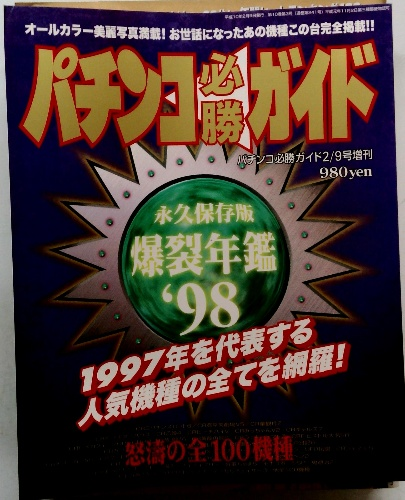 オールカラー美麗写真満載! お世話になったあの機種この台完全掲載!!
パチンコ必勝ガイド
パチンコ必勝ガイド2/9号増刊
980yen
永久保存版
爆裂年鑑
'98
1997年を代表する
人気機種の全てを網羅!
怒濤の全100機種